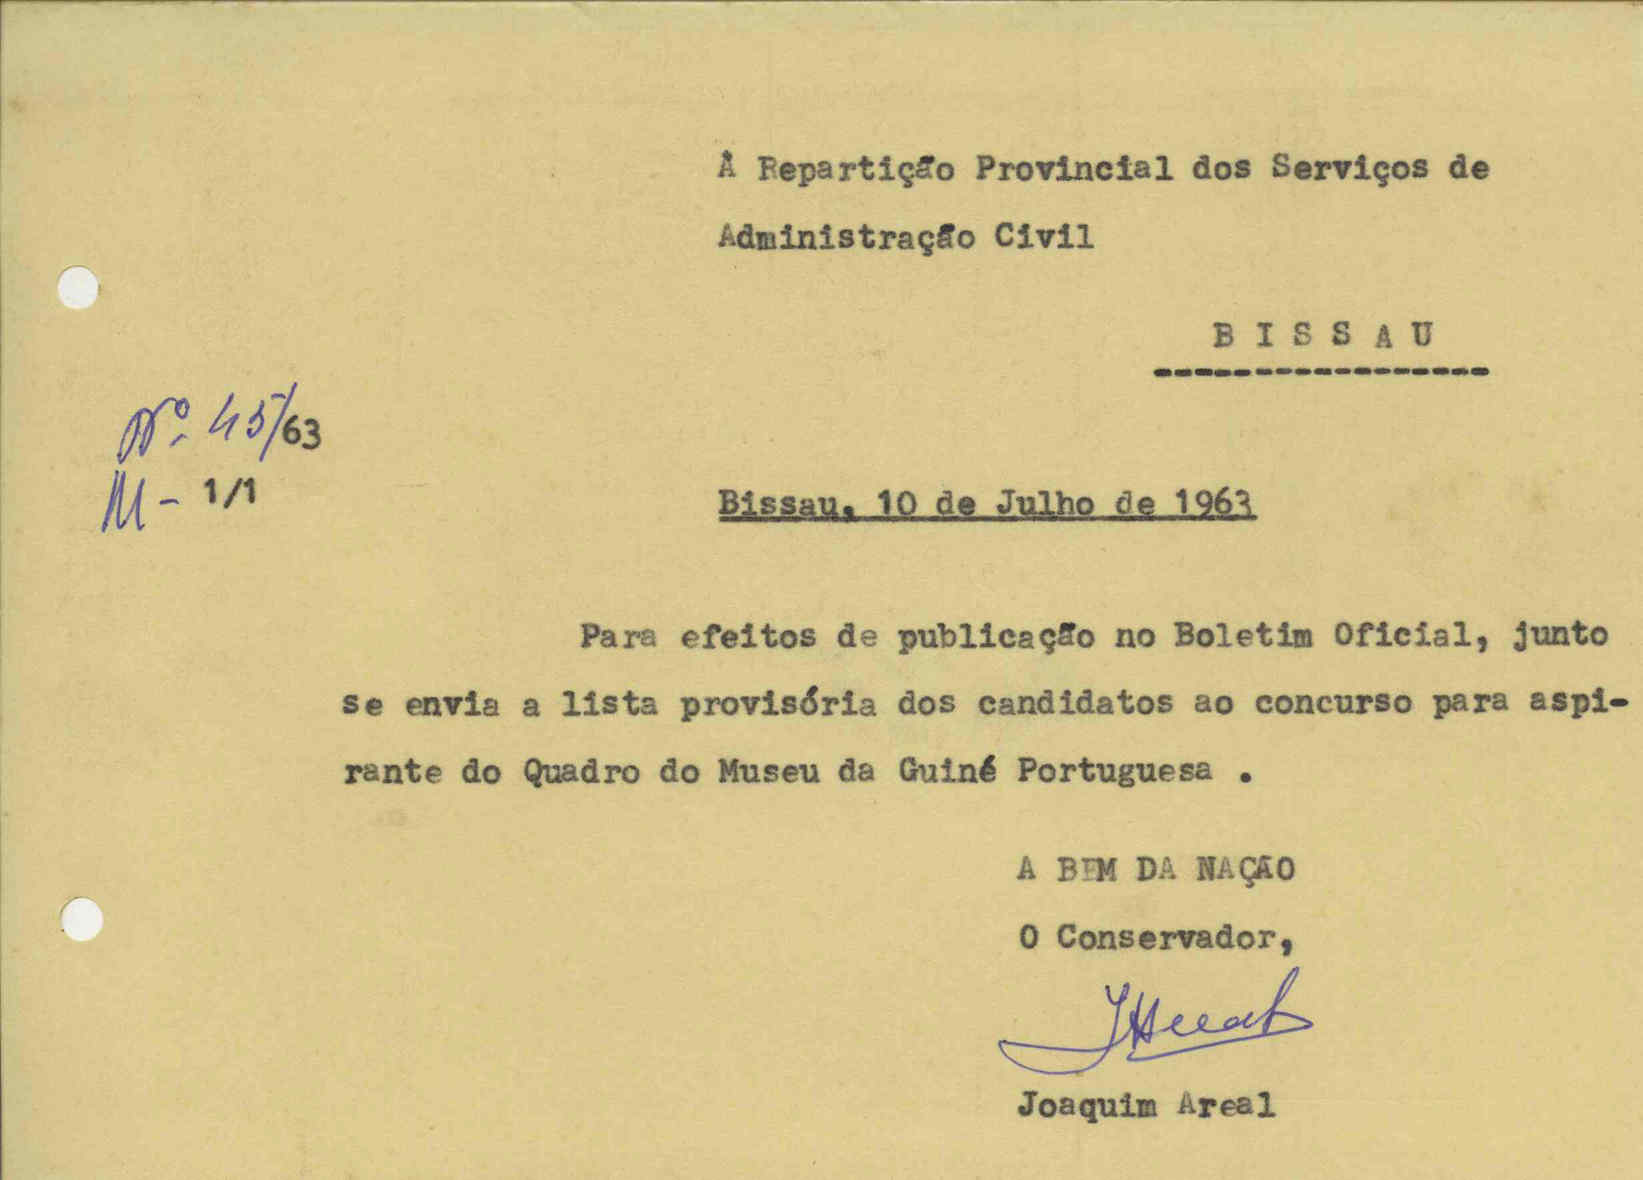 À Repartição Provincial dos Serviços de
Administração Civil
B I S S A U
Nº. 45/63
M - 1/1
Bissau, 10 de Julho de 1963
Para efeitos de publicação no Boletim Oficial, junto
se envia a lista provisória dos candidatos ao concurso para aspi-
rante do Quadro do Museu da Guiné Portuguesa .
A BEM DA NAÇÃO
O Conservador,
JAreal
Joaquim Areal